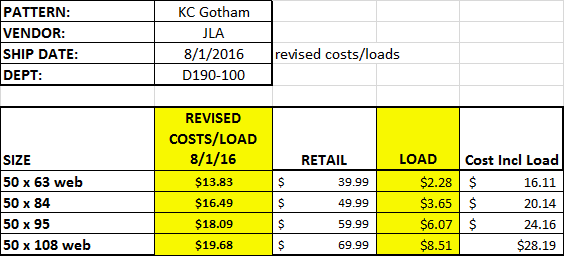 PATTERN: KC Gotham
VENDOR: JLA
SHIP DATE: 8/1/2016 revised costs/loads
DEPT: D190-100
REVISED
COSTS/LOAD
SIZE 8/1/16 RETAIL LOAD Cost Incl Load
50 x 63 web $13.83 $ 39.99 $2.28 $ 16.11
50 x 84 $16.49 $ 49.99 $3.65 $ 20.14
50 x 95 $18.09 $ 59.99 $6.07 $ 24.16
50 x 108 web $19.68 $ 69.99 $8.51 $28.19